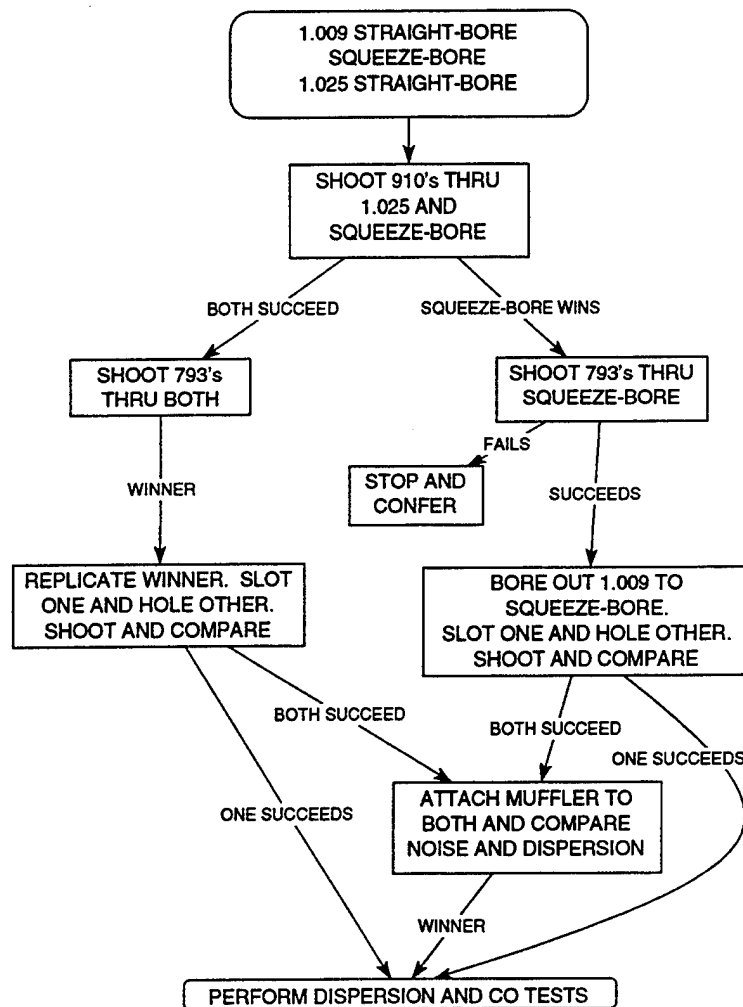 1.009 STRAIGHT-BORE
SQUEEZE-BORE
1.025 STRAIGHT-BORE
SHOOT 910's THRU
1.025 AND
SQUEEZE-BORE
BOTH SUCCEED
SQUEEZE-BORE WINS
SHOOT 793's
THRU BOTH
SHOOT 793's THRU
SQUEEZE-BORE
FAILS
STOP AND
CONFER
WINNER
SUCCEEDS
REPLICATE WINNER. SLOT
ONE AND HOLE OTHER.
SHOOT AND COMPARE
BORE OUT 1.009 TO
SQUEEZE-BORE.
SLOT ONE AND HOLE OTHER.
SHOOT AND COMPARE
BOTH SUCCEED
BOTH SUCCEED
ONE SUCCEEDS
ONE SUCCEEDS
ATTACH MUFFLER TO
BOTH AND COMPARE
NOISE AND DISPERSION
WINNER
PERFORM DISPERSION AND CO TESTS